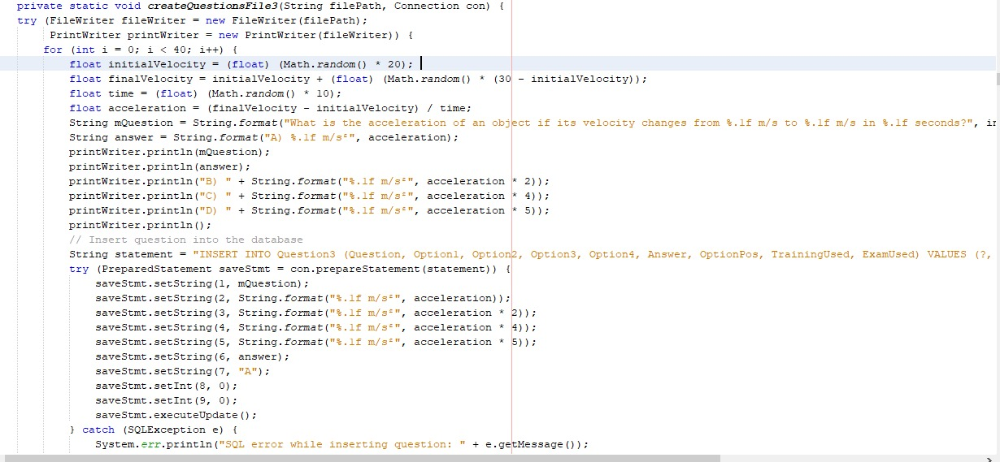 private static void createQuestionsFile3(String filePath, Connection con) {
try (FileWriter fileWriter = new FileWriter(filePath);
PrintWriter printWriter = new PrintWriter(fileWriter)) {
for (int i = 0; i < 40; i++) {
float initialVelocity = (float) (Math.random() * 20);
float finalVelocity = initialVelocity + (float) (Math.random() * (30 - initialVelocity));
float time = (float) (Math.random() * 10);
float acceleration = (finalVelocity - initialVelocity) / time;
String mQuestion = String.format("What is the acceleration of an object if its velocity changes from %.1f m/s to %.1f m/s in %.1f seconds?", in
String answer = String.format("A) %.1f m/s²", acceleration);
printWriter.println(mQuestion);
printWriter.println(answer);
printWriter.println("B) " + String.format("%.1f m/s²", acceleration * 2));
printWriter.println("C) " + String.format("%.1f m/s²", acceleration * 4));
printWriter.println("D) " + String.format("%.1f m/s²", acceleration * 5));
printWriter.println();
// Insert question into the database
String statement = "INSERT INTO Question3 (Question, Option1, Option2, Option3, Option4, Answer, OptionPos, TrainingUsed, ExamUsed) VALUES (?,
try (PreparedStatement saveStmt = con.prepareStatement(statement)) {
saveStmt.setString(1, mQuestion);
saveStmt.setString(2, String.format("%.1f m/s²", acceleration));
saveStmt.setString(3, String.format("%.1f m/s²", acceleration * 2));
saveStmt.setString(4, String.format("%.1f m/s²", acceleration * 4));
saveStmt.setString(5, String.format("%.1f m/s²", acceleration * 5));
saveStmt.setString(6, answer);
saveStmt.setString(7, "A");
saveStmt.setInt(8, 0);
saveStmt.setInt(9, 0);
saveStmt.executeUpdate();
} catch (SQLException e) {
System.err.println("SQL error while inserting question: " + e.getMessage());